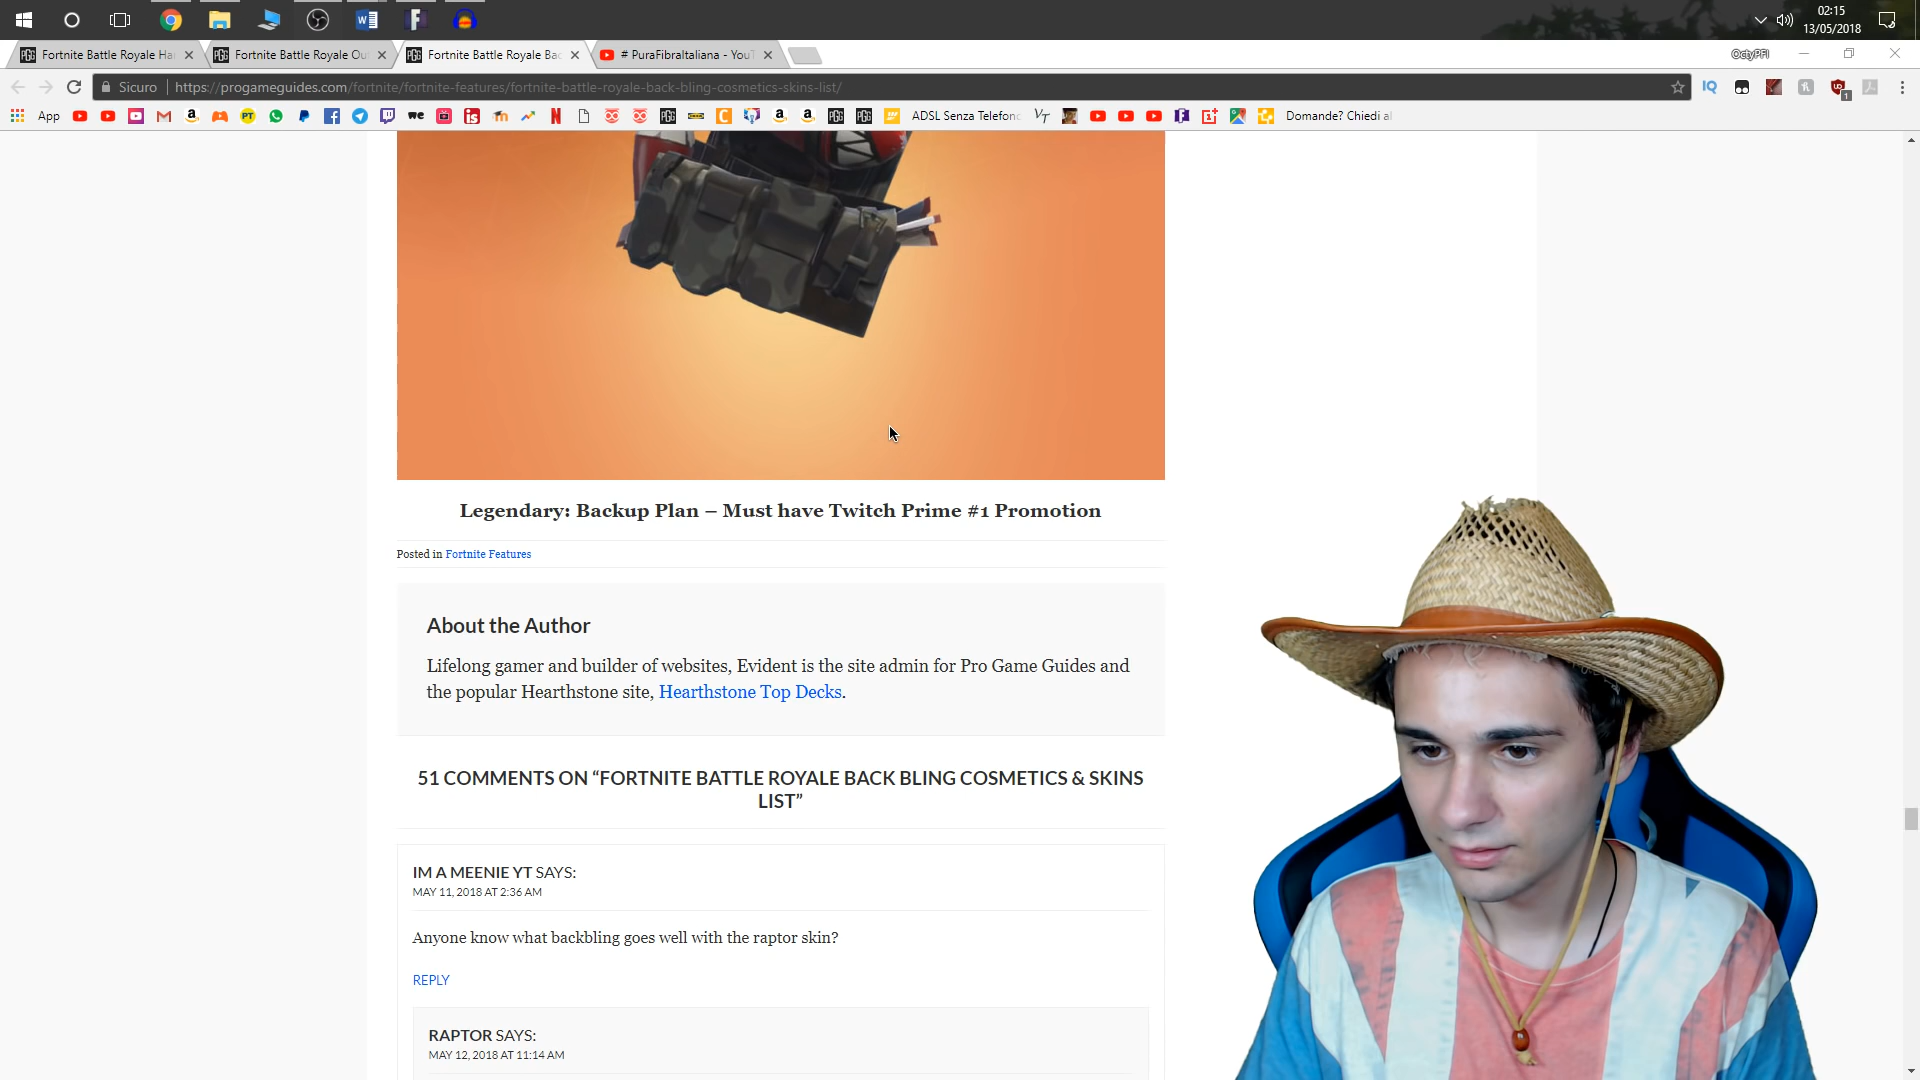 02:15
13/05/2018
Fortnite Battle Royale Ha
Fortnite Battle Royale Ou
Fortnite Battle Royale Bac
# PuraFibraItaliana - YouT
OctyPFI
Sicuro
https://progameguides.com/fortnite/fortnite-features/fortnite-battle-royale-back-bling-cosmetics-skins-list/
App
ADSL Senza Telefono
Domande? Chiedi al
Legendary: Backup Plan – Must have Twitch Prime #1 Promotion
Posted in Fortnite Features
About the Author
Lifelong gamer and builder of websites, Evident is the site admin for Pro Game Guides and
the popular Hearthstone site, Hearthstone Top Decks.
51 COMMENTS ON “FORTNITE BATTLE ROYALE BACK BLING COSMETICS & SKINS
LIST”
IM A MEENIE YT SAYS:
MAY 11, 2018 AT 2:36 AM
Anyone know what backbling goes well with the raptor skin?
REPLY
RAPTOR SAYS:
MAY 12, 2018 AT 11:14 AM